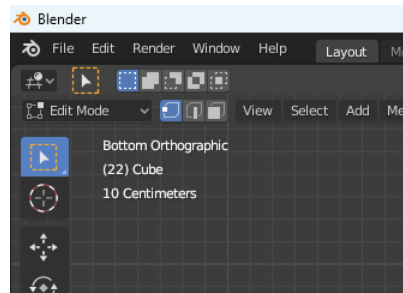 Blender
File Edit Render Window Help Layout
Edit Mode View Select Add
Bottom Orthographic
(22) Cube
10 Centimeters